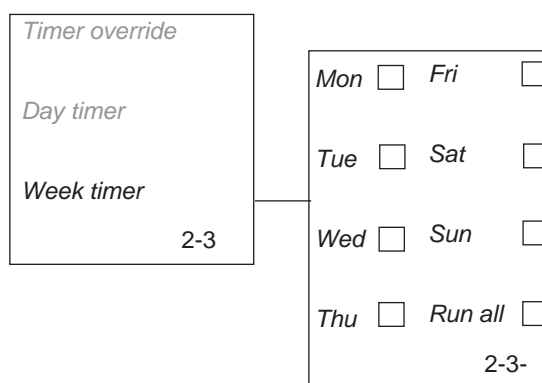 Timer override
Day timer
Week timer
2-3
Mon Fri
Tue Sat
Wed Sun
Thu Run all
2-3-